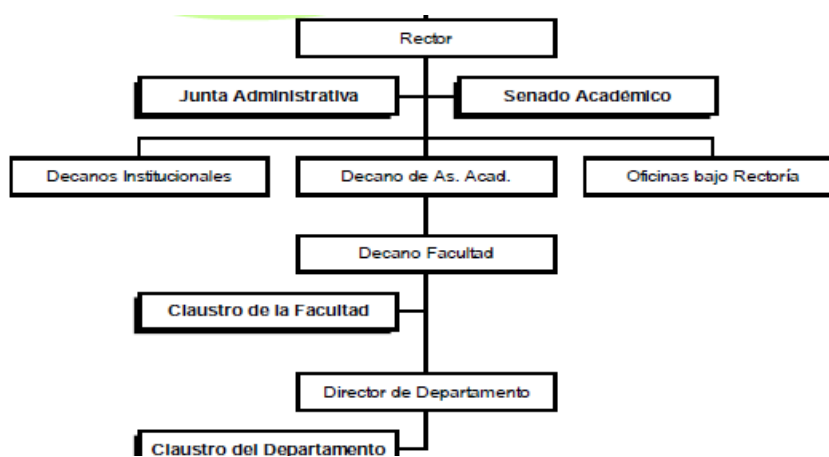 Rector
Junta Administrativa
Senado Académico
Decanos Institucionales
Decano de As. Acad.
Oficinas bajo Rectoría
Decano Facultad
Claustro de la Facultad
Director de Departamento
Claustro del Departamento